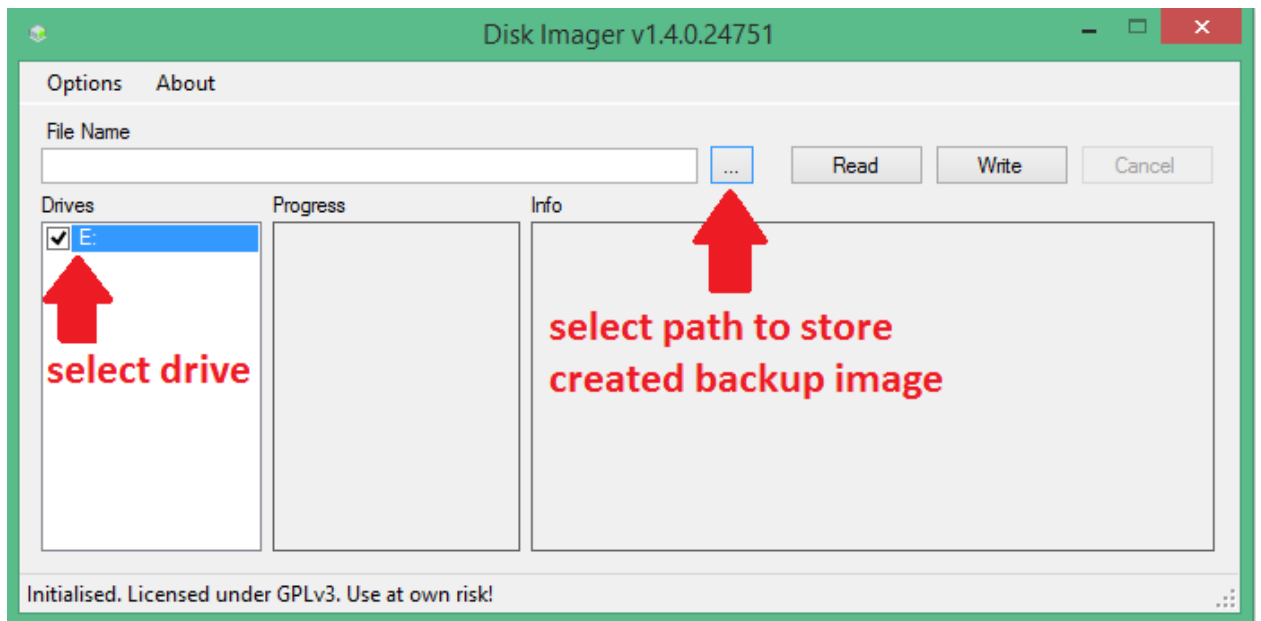 Disk Imager v1.4.0.24751
Options About
File Name
... Read Write Cancel
Drives Progress Info
E:
select drive
select path to store
created backup image
Initialised. Licensed under GPLv3. Use at own risk!